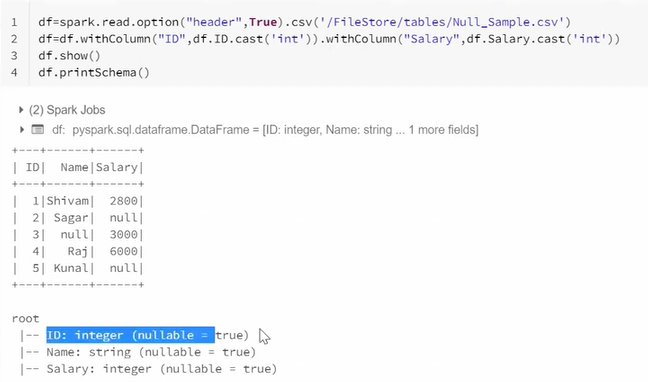 1 df=spark.read.option("header",True).csv('/FileStore/tables/Null_Sample.csv')
2 df=df.withColumn("ID",df.ID.cast('int')).withColumn("Salary",df.Salary.cast('int'))
3 df.show()
4 df.printSchema()
(2) Spark Jobs
df: pyspark.sql.dataframe.DataFrame = [ID: integer, Name: string ... 1 more fields]
+---+------+------+
| ID|  Name|Salary|
+---+------+------+
|  1|Shivam|  2800|
|  2| Sagar|  null|
|  3|  null|  3000|
|  4|   Raj|  6000|
|  5| Kunal|  null|
+---+------+------+
root
|-- ID: integer (nullable = true)
|-- Name: string (nullable = true)
|-- Salary: integer (nullable = true)